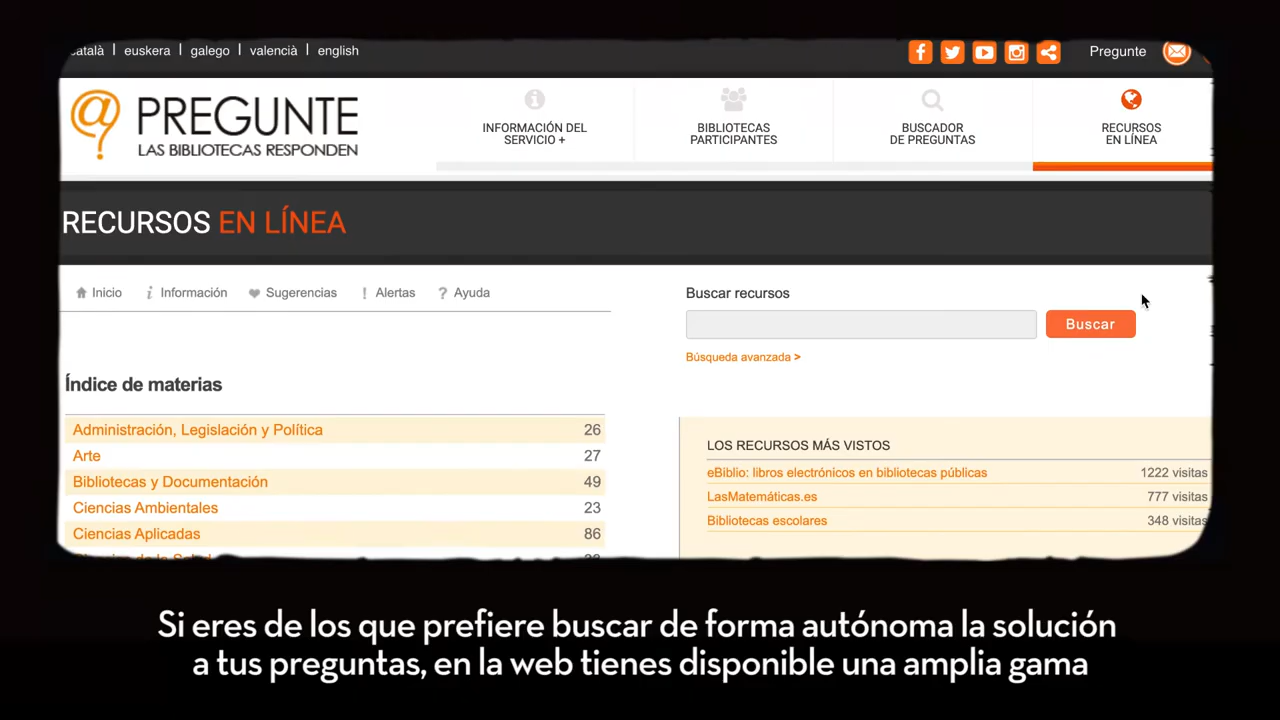 català | euskera | galego | valencià | english
Pregunte
@ PREGUNTE
LAS BIBLIOTECAS RESPONDEN
INFORMACIÓN DEL
SERVICIO +
BIBLIOTECAS
PARTICIPANTES
BUSCADOR
DE PREGUNTAS
RECURSOS
EN LÍNEA
RECURSOS EN LÍNEA
Inicio
Información
Sugerencias
Alertas
Ayuda
Buscar recursos
Buscar
Búsqueda avanzada >
Índice de materias
Administración, Legislación y Política 26
Arte 27
Bibliotecas y Documentación 49
Ciencias Ambientales 23
Ciencias Aplicadas 86
LOS RECURSOS MÁS VISTOS
eBiblio: libros electrónicos en bibliotecas públicas 1222 visitas
LasMatemáticas.es 777 visitas
Bibliotecas escolares 348 visitas
Si eres de los que prefiere buscar de forma autónoma la solución
a tus preguntas, en la web tienes disponible una amplia gama